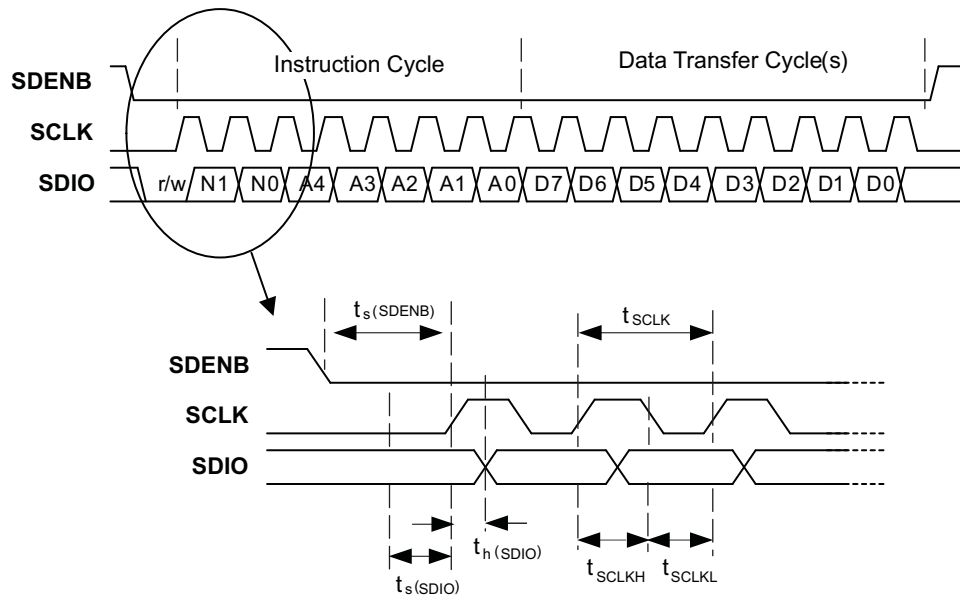 Instruction Cycle Data Transfer Cycle(s)
SDENB
SCLK
SDIO r/w N1 N0 A4 A3 A2 A1 A0 D7 D6 D5 D4 D3 D2 D1 D0
ts(SDENB) tSCLK
SDENB
SCLK
SDIO
th(SDIO)
ts(SDIO) tSCLKH tSCLKL